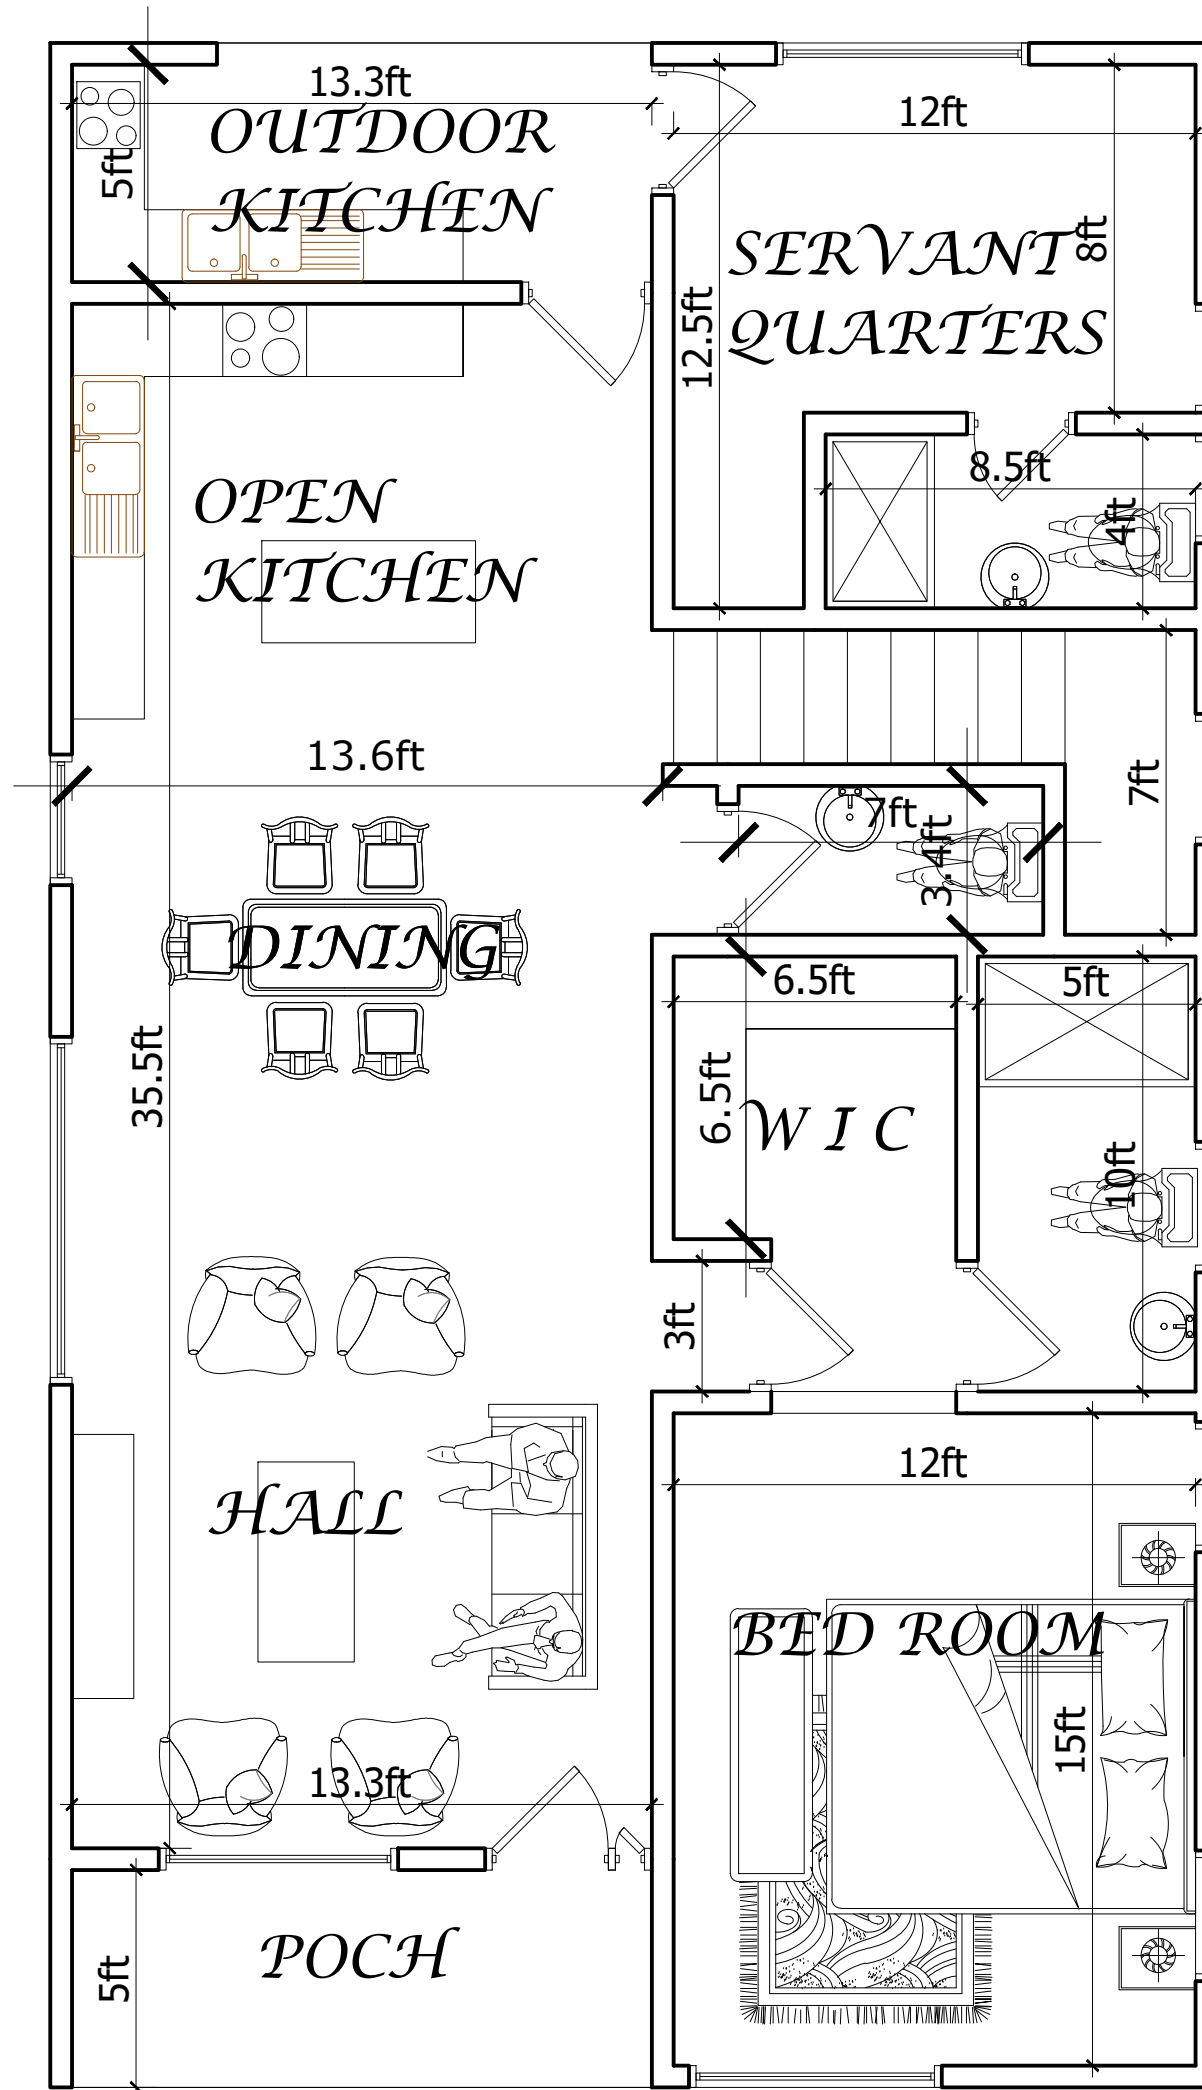 13.3ft
OUTDOOR
KITCHEN
5ft
12ft
SERVANT
QUARTERS
8ft
12.5ft
8.5ft
4ft
OPEN
KITCHEN
13.6ft
7ft
7ft
3.4ft
DINING
35.5ft
6.5ft
5ft
6.5ft
W I C
10ft
3ft
12ft
HALL
BED ROOM
15ft
13.3ft
POCH
5ft